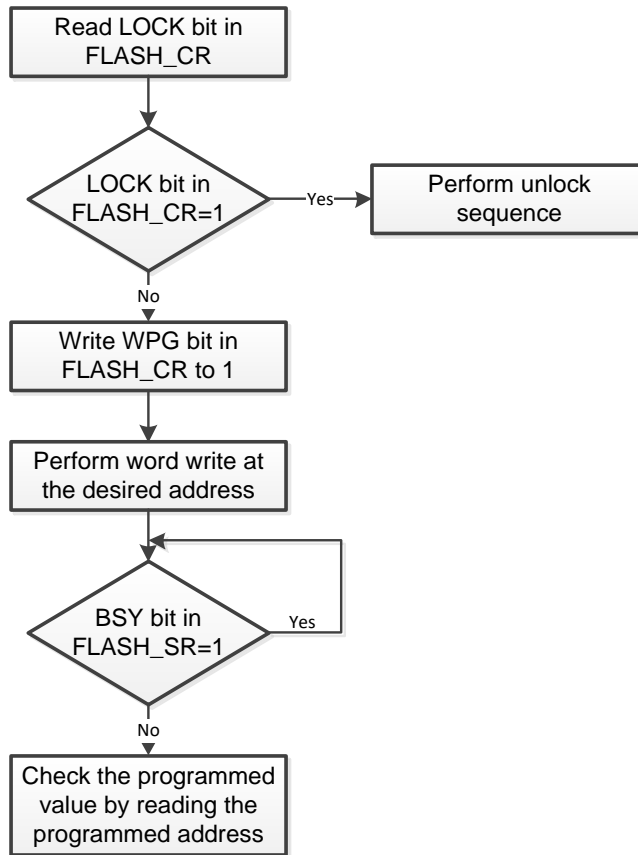 Read LOCK bit in
FLASH_CR
LOCK bit in
FLASH_CR=1
Yes
Perform unlock
sequence
No
Write WPG bit in
FLASH_CR to 1
Perform word write at
the desired address
BSY bit in
FLASH_SR=1
Yes
No
Check the programmed
value by reading the
programmed address